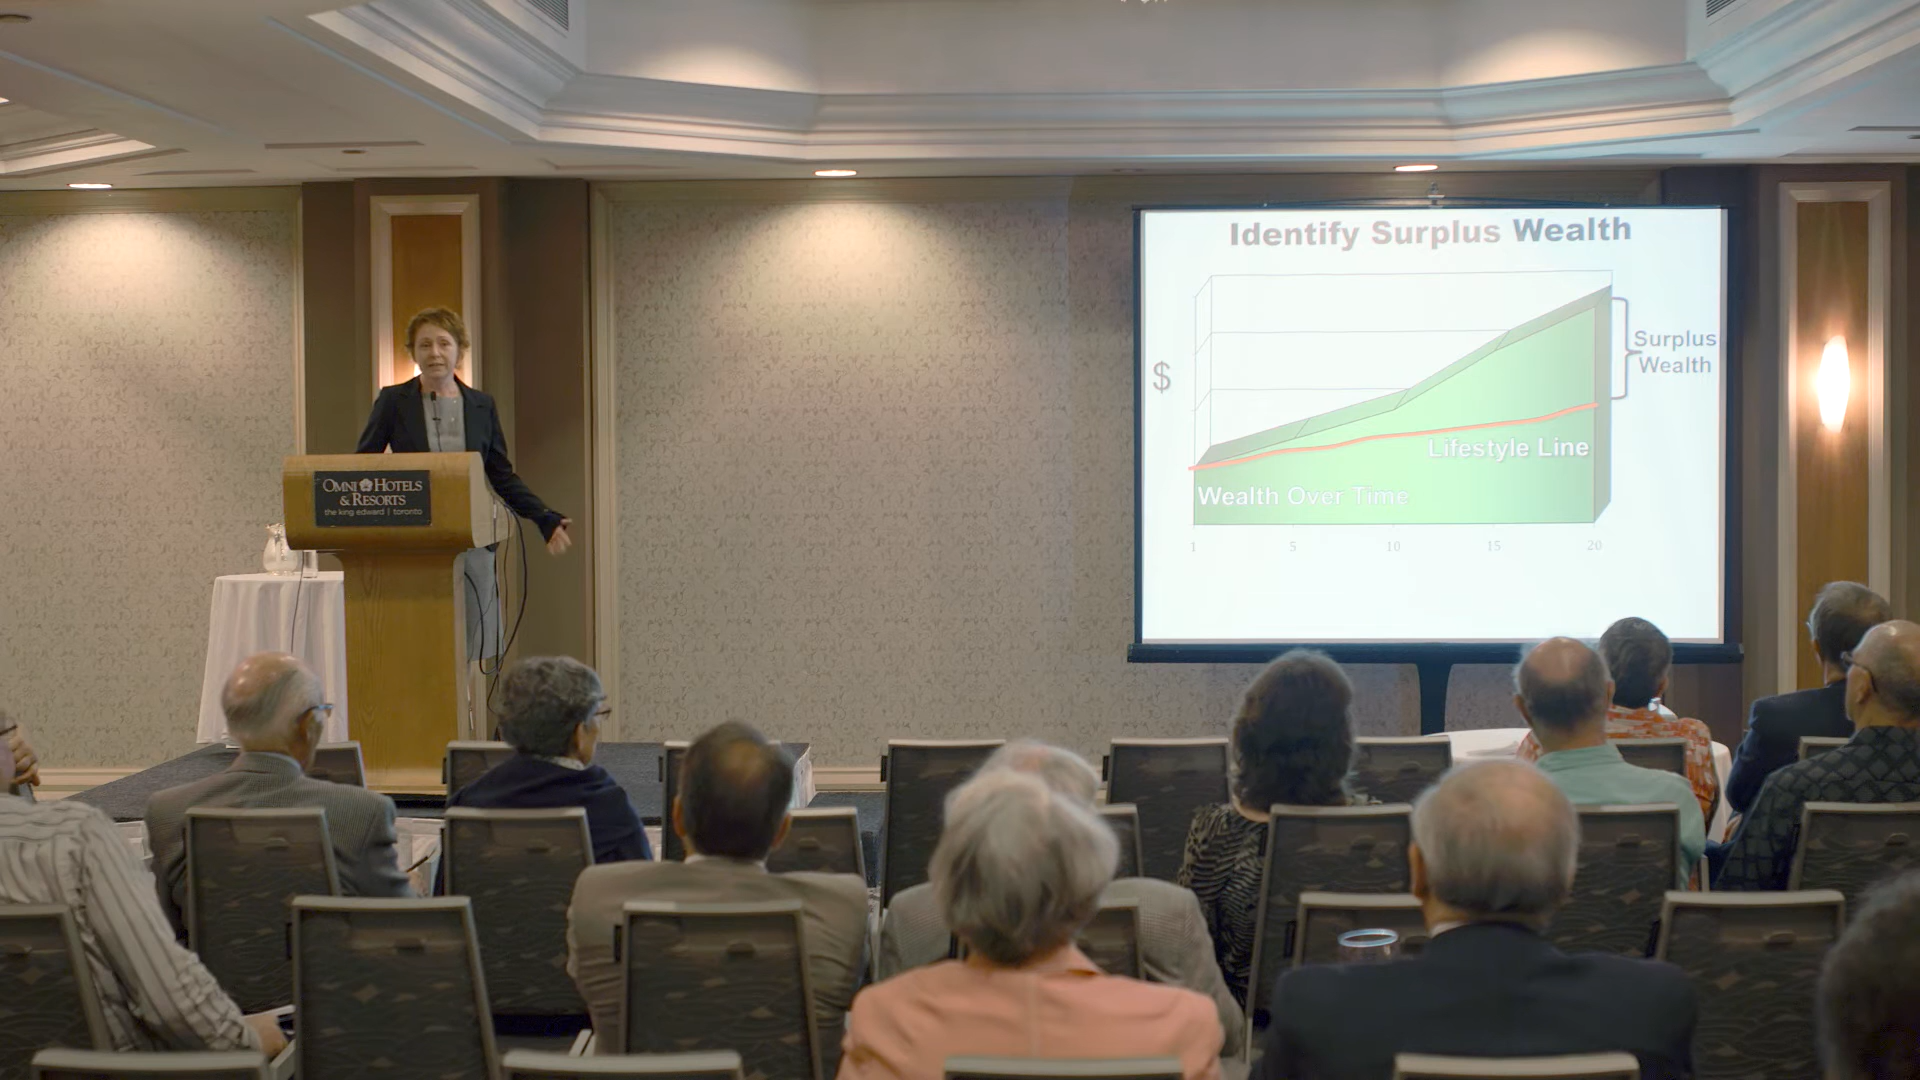 Identify Surplus Wealth
$
Surplus
Wealth
Lifestyle Line
Wealth Over Time
1 5 10 15 20
OMNI HOTELS
& RESORTS
the king edward | toronto